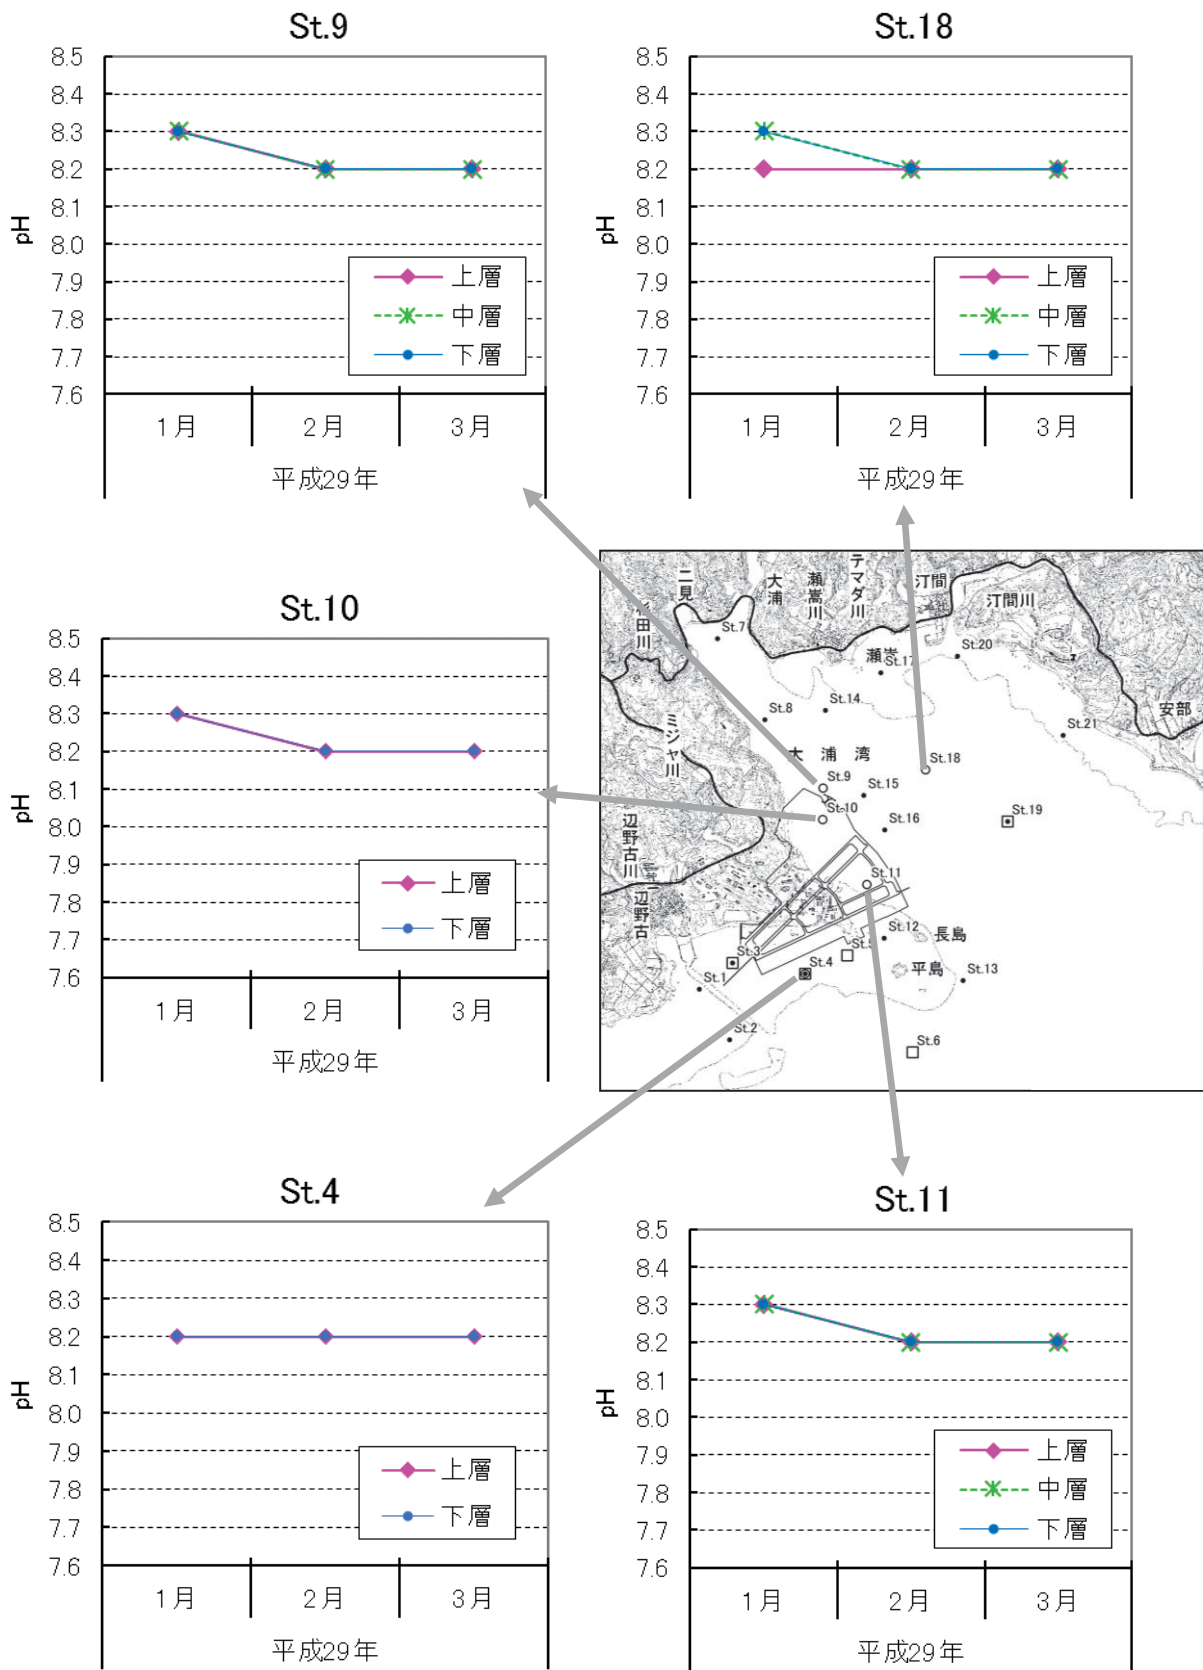 St.9
8.5
8.4
8.3
8.2
8.1
8.0
7.9
7.8
7.7
7.6
pH
上層
中層
下層
1月 2月 3月
平成29年
St.18
8.5
8.4
8.3
8.2
8.1
8.0
7.9
7.8
7.7
7.6
pH
上層
中層
下層
1月 2月 3月
平成29年
St.10
8.5
8.4
8.3
8.2
8.1
8.0
7.9
7.8
7.7
7.6
pH
上層
下層
1月 2月 3月
平成29年
二見
大浦
瀬嵩川
テマダ川
汀間
汀間川
田川
St.7
瀬嵩
St.17
St.20
St.8
St.14
安部
St.21
ミジャ川
大浦湾
St.18
St.9
St.15
St.10
St.16
St.19
辺野古川
St.11
辺野古
St.12
長島
St.3
St.5
St.4
平島
St.13
St.1
St.2
St.6
St.4
8.5
8.4
8.3
8.2
8.1
8.0
7.9
7.8
7.7
7.6
pH
上層
下層
1月 2月 3月
平成29年
St.11
8.5
8.4
8.3
8.2
8.1
8.0
7.9
7.8
7.7
7.6
pH
上層
中層
下層
1月 2月 3月
平成29年